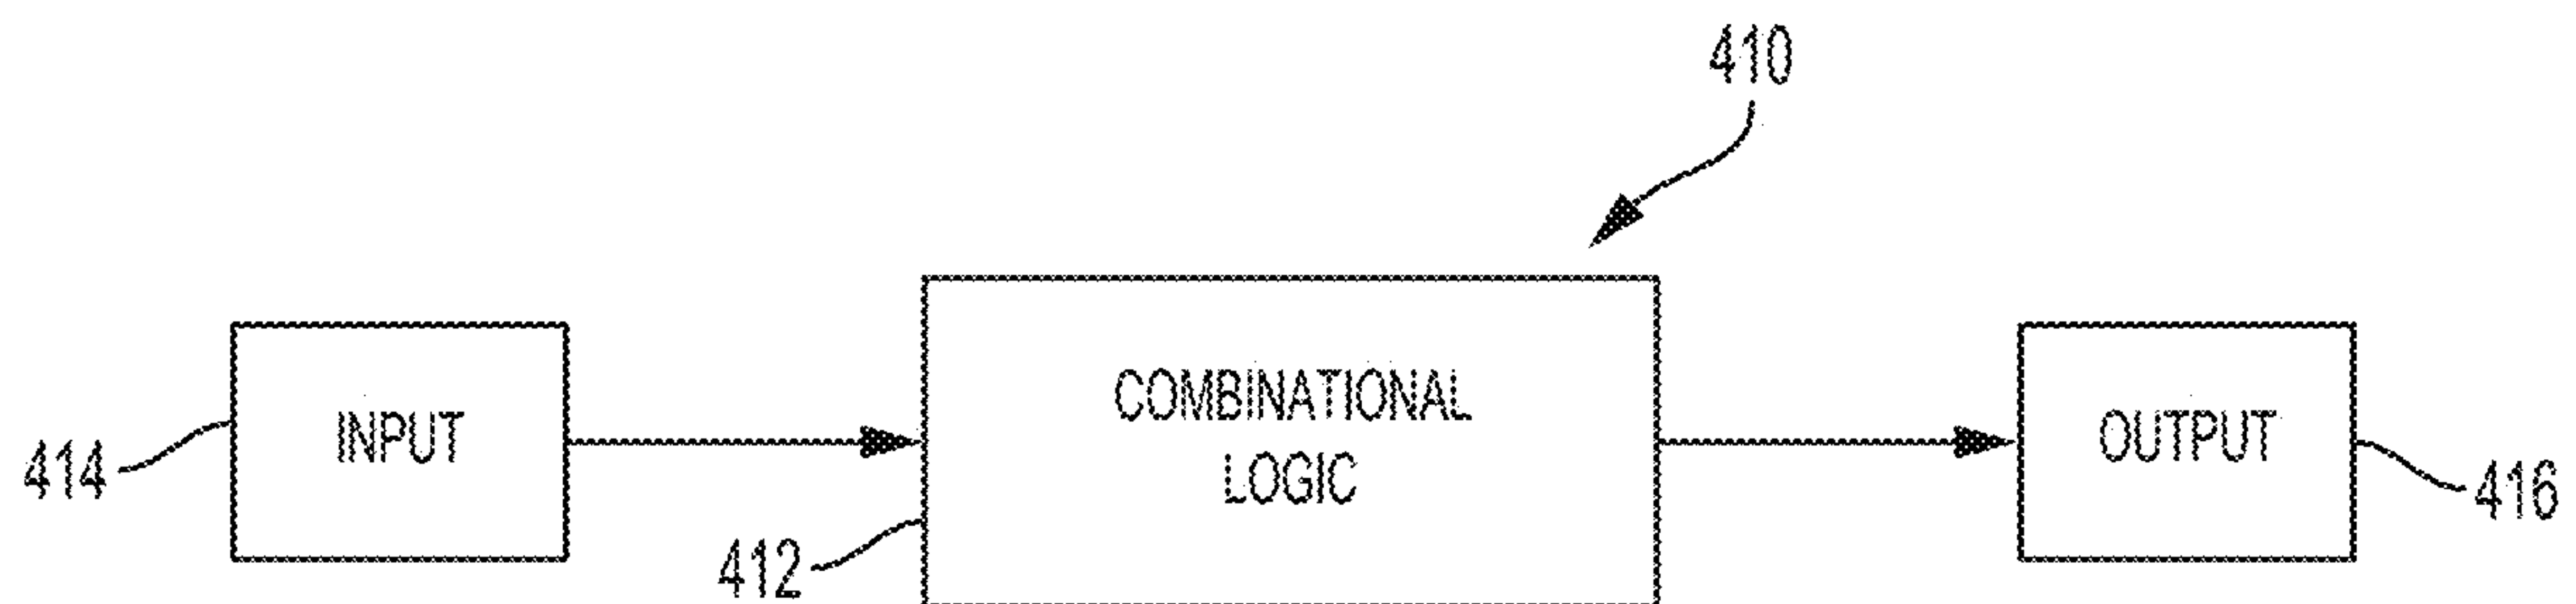 410
INPUT
COMBINATIONAL
LOGIC
OUTPUT
414
412
416